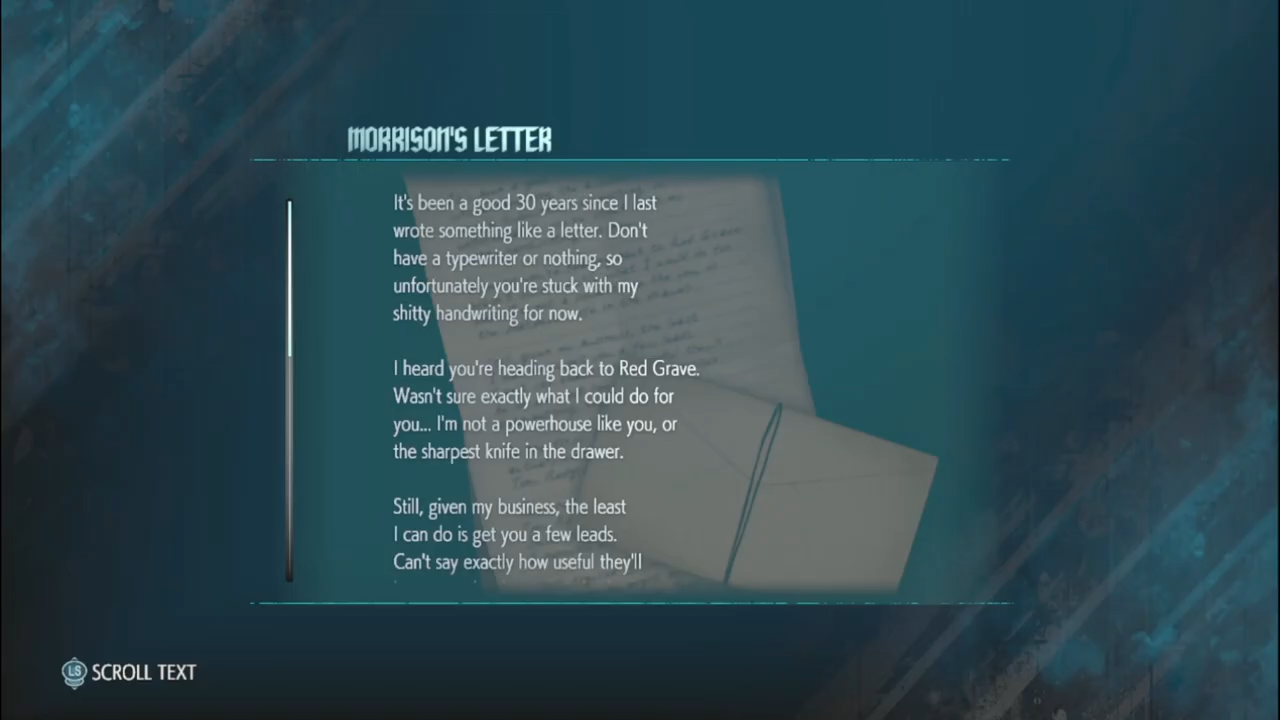 MORRISON'S LETTER
It's been a good 30 years since I last
wrote something like a letter. Don't
have a typewriter or nothing, so
unfortunately you're stuck with my
shitty handwriting for now.
I heard you're heading back to Red Grave.
Wasn't sure exactly what I could do for
you... I'm not a powerhouse like you, or
the sharpest knife in the drawer.
Still, given my business, the least
I can do is get you a few leads.
Can't say exactly how useful they'll
LS SCROLL TEXT